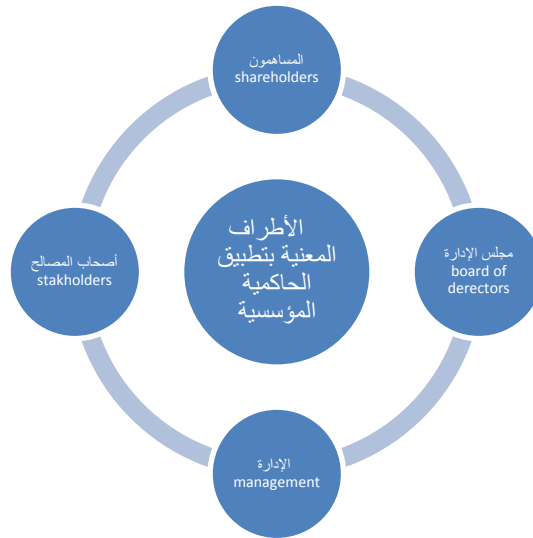 المساهمون
shareholders
الأطراف
المعنية بتطبيق
الحاكمية
المؤسسية
مجلس الإدارة
board of
derectors
أصحاب المصالح
stakholders
الإدارة
management